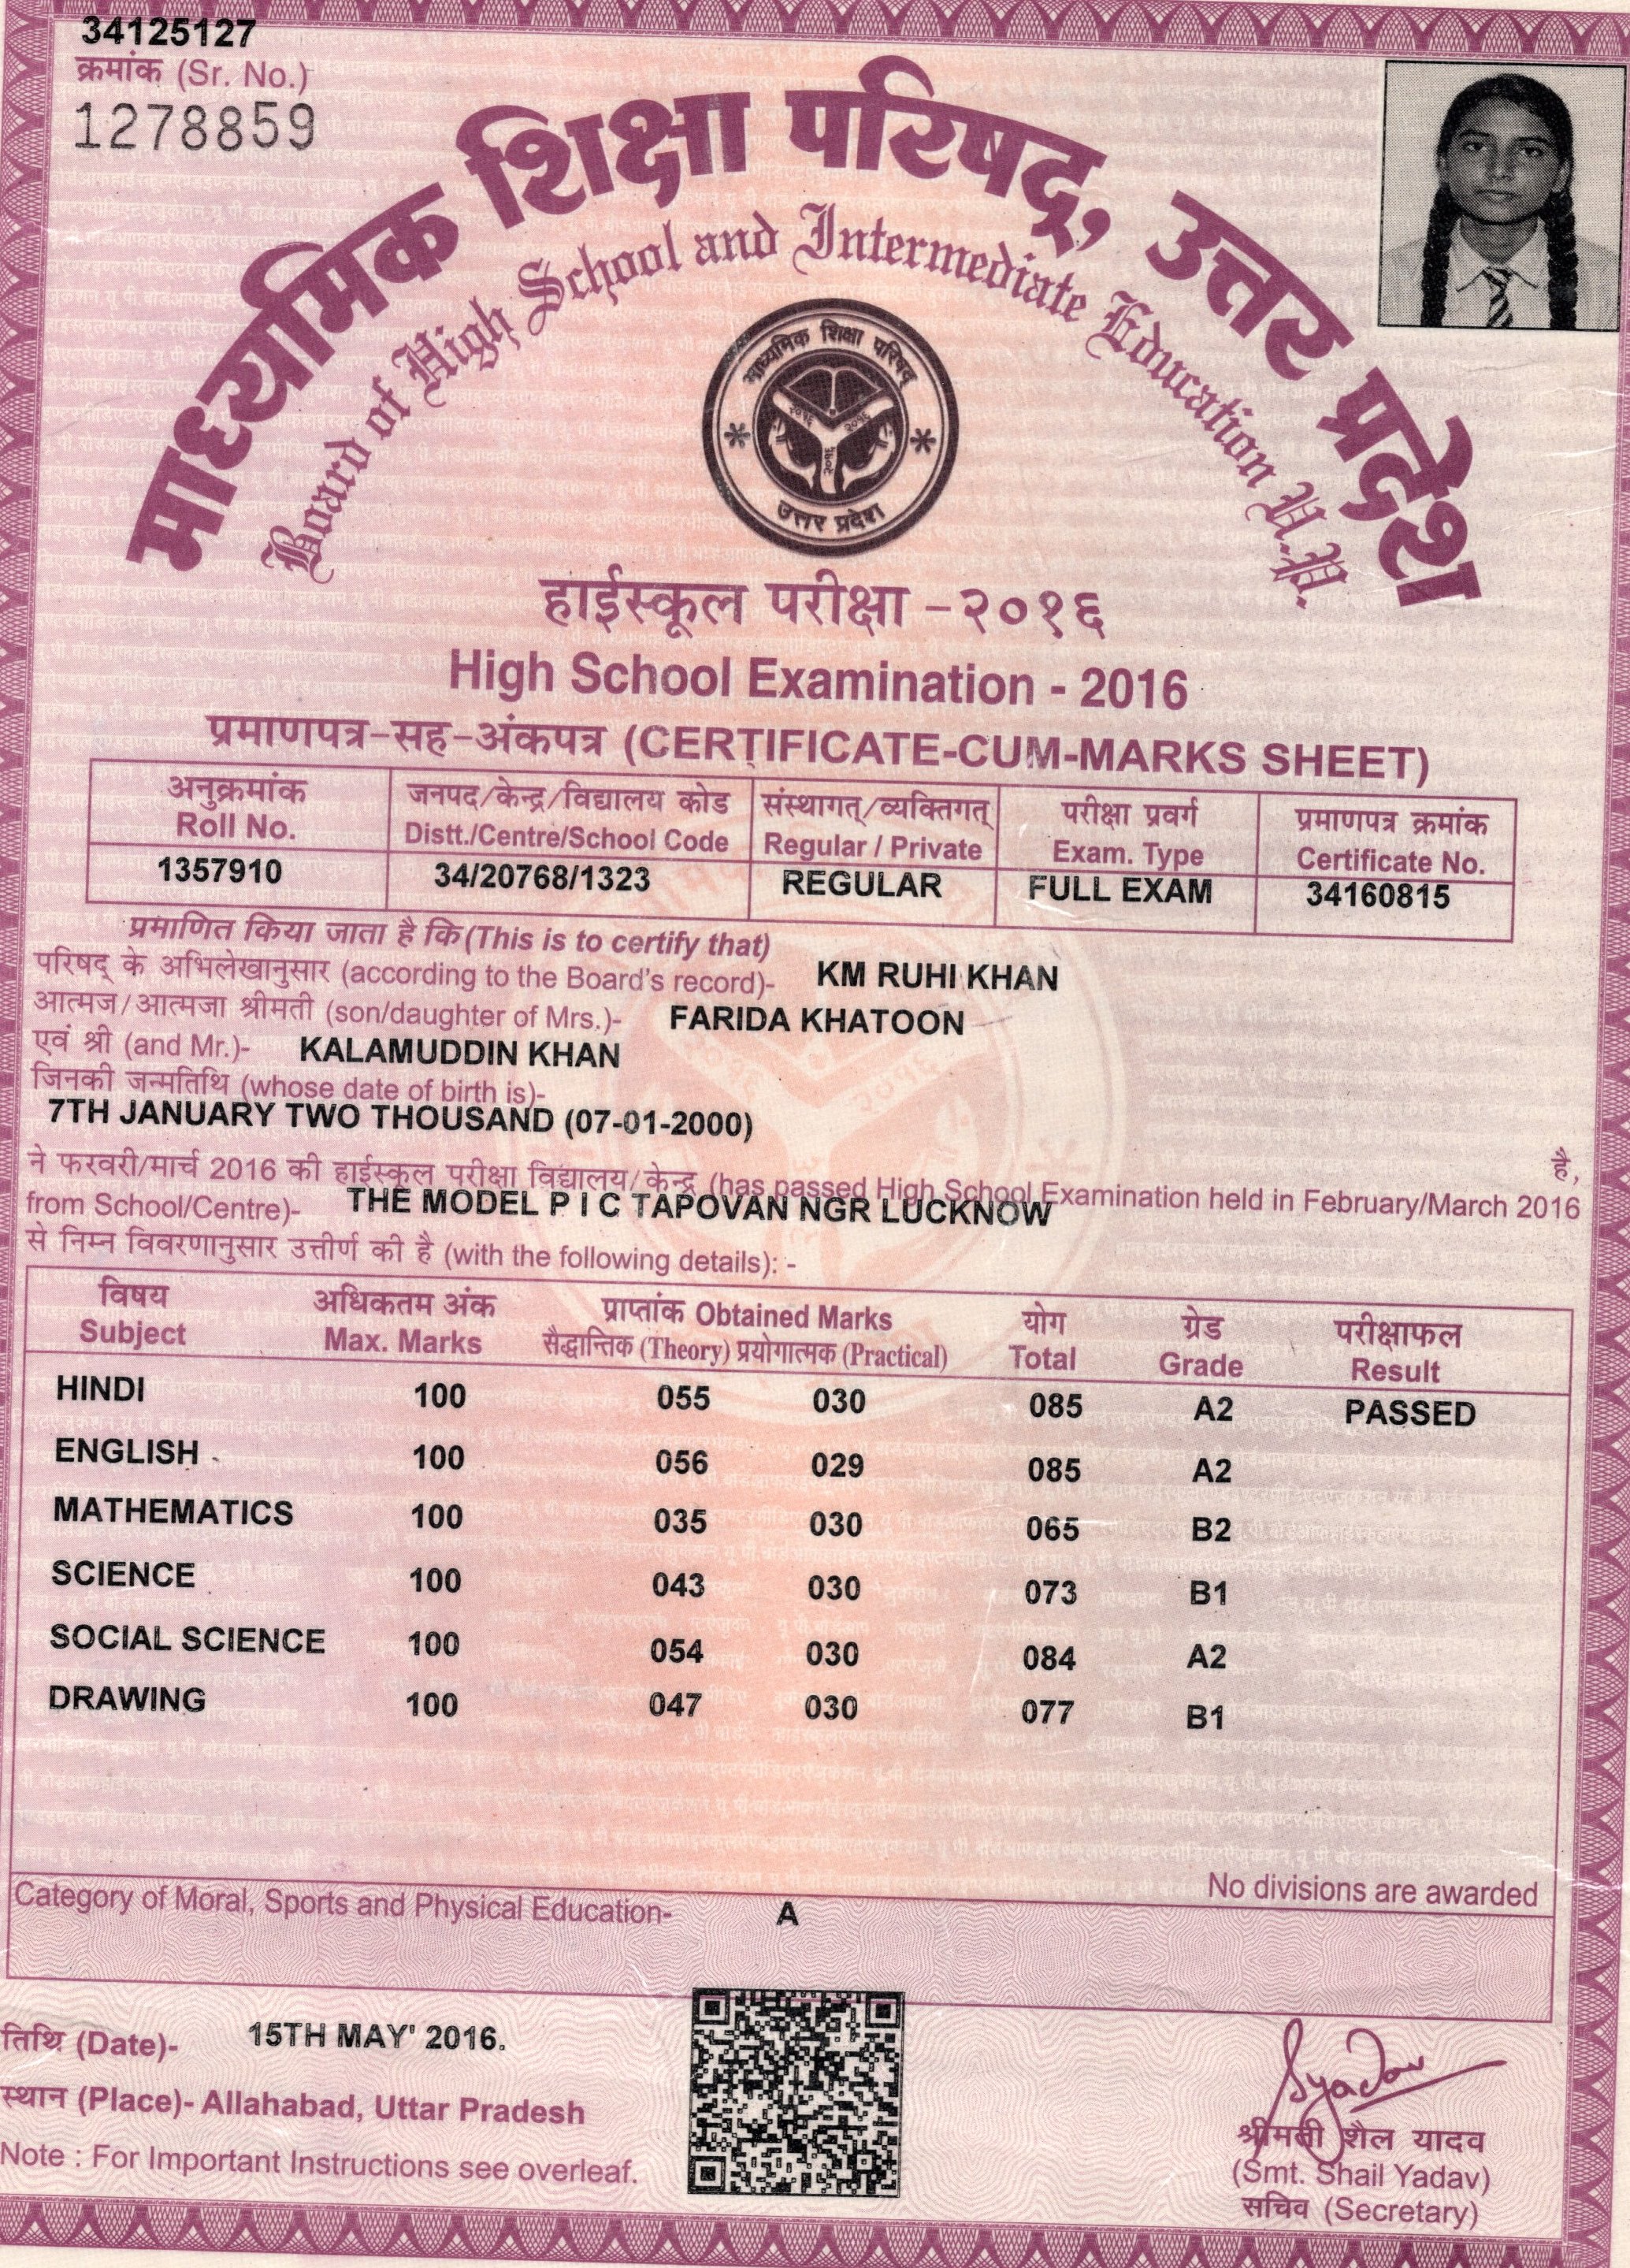 34125127
क्रमांक (Sr. No.)
1278859
माध्यमिक शिक्षा परिषद्, उत्तर प्रदेश
Board of High School and Intermediate Education U.P.
माध्यमिक शिक्षा परिषद्
२०१६ २०१६
२०१६
उत्तर प्रदेश
हाईस्कूल परीक्षा -२०१६
High School Examination - 2016
प्रमाणपत्र-सह-अंकपत्र (CERTIFICATE-CUM-MARKS SHEET)
अनुक्रमांक जनपद/केन्द्र/विद्यालय कोड संस्थागत्/व्यक्तिगत् परीक्षा प्रवर्ग प्रमाणपत्र क्रमांक
Roll No. Distt./Centre/School Code Regular / Private Exam. Type Certificate No.
1357910 34/20768/1323 REGULAR FULL EXAM 34160815
प्रमाणित किया जाता है कि (This is to certify that)
परिषद् के अभिलेखानुसार (according to the Board's record)- KM RUHI KHAN
आत्मज/आत्मजा श्रीमती (son/daughter of Mrs.)- FARIDA KHATOON
एवं श्री (and Mr.)- KALAMUDDIN KHAN
जिनकी जन्मतिथि (whose date of birth is)-
7TH JANUARY TWO THOUSAND (07-01-2000)
ने फरवरी/मार्च 2016 की हाईस्कूल परीक्षा विद्यालय/केन्द्र (has passed High School Examination held in February/March 2016 है,
from School/Centre)- THE MODEL P I C TAPOVAN NGR LUCKNOW
से निम्न विवरणानुसार उत्तीर्ण की है (with the following details): -
विषय अधिकतम अंक प्राप्तांक Obtained Marks योग ग्रेड परीक्षाफल
Subject Max. Marks सैद्धान्तिक (Theory) प्रयोगात्मक (Practical) Total Grade Result
HINDI 100 055 030 085 A2 PASSED
ENGLISH 100 056 029 085 A2
MATHEMATICS 100 035 030 065 B2
SCIENCE 100 043 030 073 B1
SOCIAL SCIENCE 100 054 030 084 A2
DRAWING 100 047 030 077 B1
No divisions are awarded
Category of Moral, Sports and Physical Education- A
तिथि (Date)- 15TH MAY' 2016.
स्थान (Place)- Allahabad, Uttar Pradesh
Note : For Important Instructions see overleaf.
Syadav
श्रीमती शैल यादव
(Smt. Shail Yadav)
सचिव (Secretary)